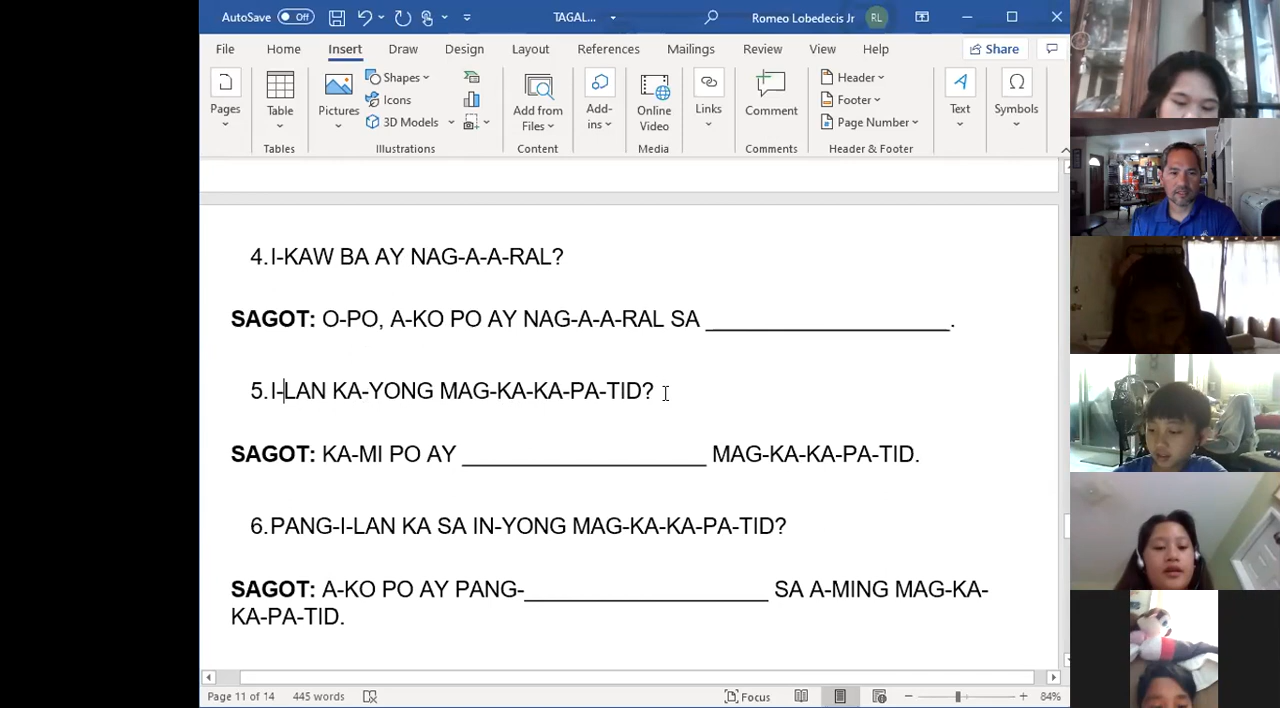 AutoSave Off TAGAL... Romeo Lobedecis Jr RL
File Home Insert Draw Design Layout References Mailings Review View Help Share
Pages Table Pictures Shapes Icons 3D Models Add from Files Add-ins Online Video Links Comment Header Footer Page Number Text Symbols
Tables Illustrations Content Media Comments Header & Footer
4. I-KAW BA AY NAG-A-A-RAL?
SAGOT: O-PO, A-KO PO AY NAG-A-A-RAL SA ____________________.
5. I-LAN KA-YONG MAG-KA-KA-PA-TID?
SAGOT: KA-MI PO AY ____________________ MAG-KA-KA-PA-TID.
6. PANG-I-LAN KA SA IN-YONG MAG-KA-KA-PA-TID?
SAGOT: A-KO PO AY PANG-____________________ SA A-MING MAG-KA-
KA-PA-TID.
Page 11 of 14 445 words Focus 84%